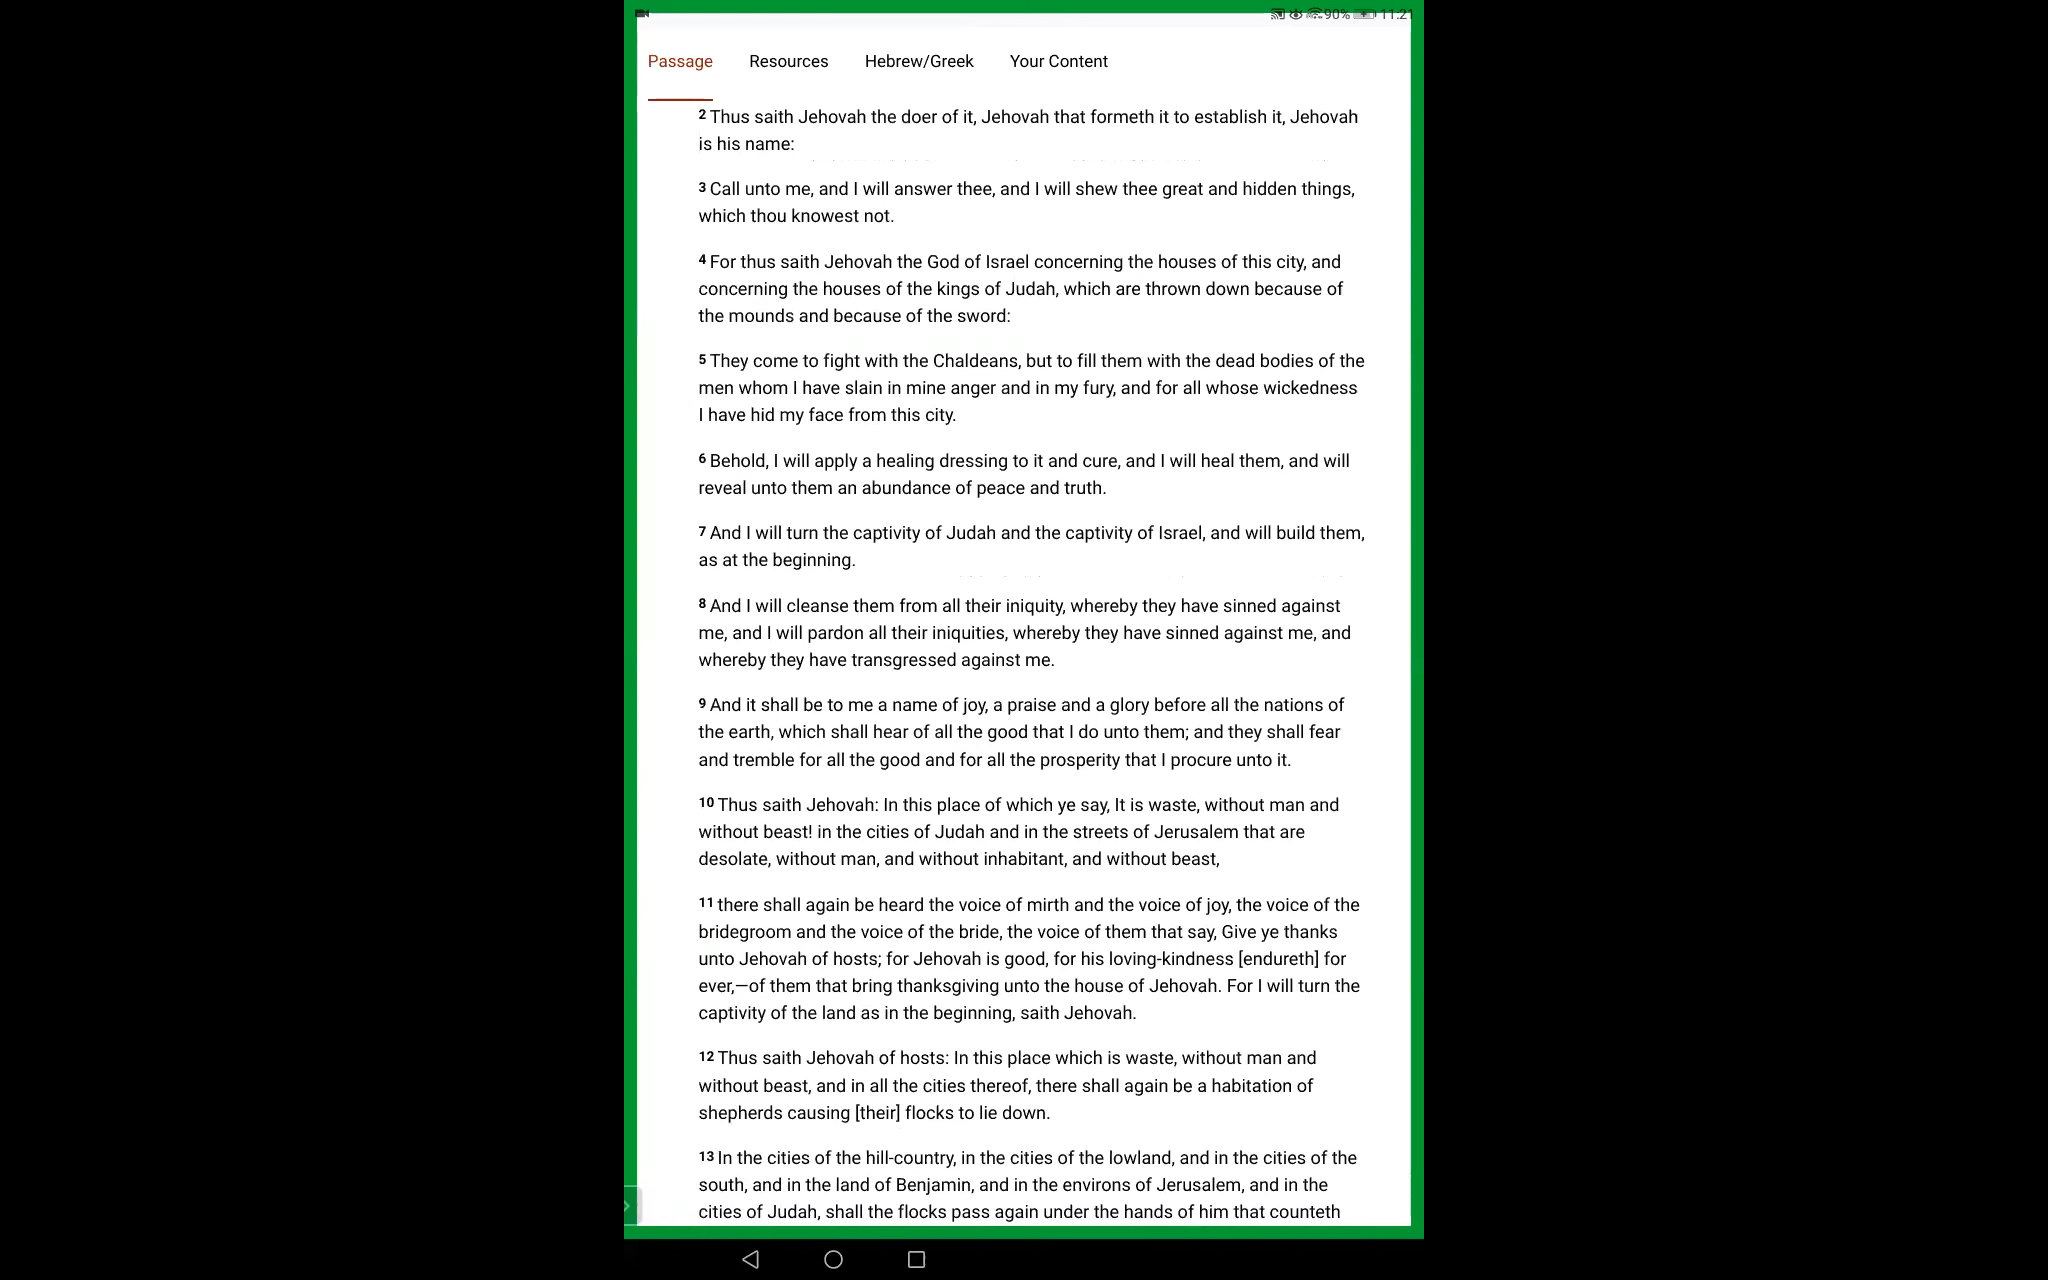 90% 11:21
Passage Resources Hebrew/Greek Your Content
2 Thus saith Jehovah the doer of it, Jehovah that formeth it to establish it, Jehovah
is his name:
3 Call unto me, and I will answer thee, and I will shew thee great and hidden things,
which thou knowest not.
4 For thus saith Jehovah the God of Israel concerning the houses of this city, and
concerning the houses of the kings of Judah, which are thrown down because of
the mounds and because of the sword:
5 They come to fight with the Chaldeans, but to fill them with the dead bodies of the
men whom I have slain in mine anger and in my fury, and for all whose wickedness
I have hid my face from this city.
6 Behold, I will apply a healing dressing to it and cure, and I will heal them, and will
reveal unto them an abundance of peace and truth.
7 And I will turn the captivity of Judah and the captivity of Israel, and will build them,
as at the beginning.
8 And I will cleanse them from all their iniquity, whereby they have sinned against
me, and I will pardon all their iniquities, whereby they have sinned against me, and
whereby they have transgressed against me.
9 And it shall be to me a name of joy, a praise and a glory before all the nations of
the earth, which shall hear of all the good that I do unto them; and they shall fear
and tremble for all the good and for all the prosperity that I procure unto it.
10 Thus saith Jehovah: In this place of which ye say, It is waste, without man and
without beast! in the cities of Judah and in the streets of Jerusalem that are
desolate, without man, and without inhabitant, and without beast,
11 there shall again be heard the voice of mirth and the voice of joy, the voice of the
bridegroom and the voice of the bride, the voice of them that say, Give ye thanks
unto Jehovah of hosts; for Jehovah is good, for his loving-kindness [endureth] for
ever,—of them that bring thanksgiving unto the house of Jehovah. For I will turn the
captivity of the land as in the beginning, saith Jehovah.
12 Thus saith Jehovah of hosts: In this place which is waste, without man and
without beast, and in all the cities thereof, there shall again be a habitation of
shepherds causing [their] flocks to lie down.
13 In the cities of the hill-country, in the cities of the lowland, and in the cities of the
south, and in the land of Benjamin, and in the environs of Jerusalem, and in the
cities of Judah, shall the flocks pass again under the hands of him that counteth